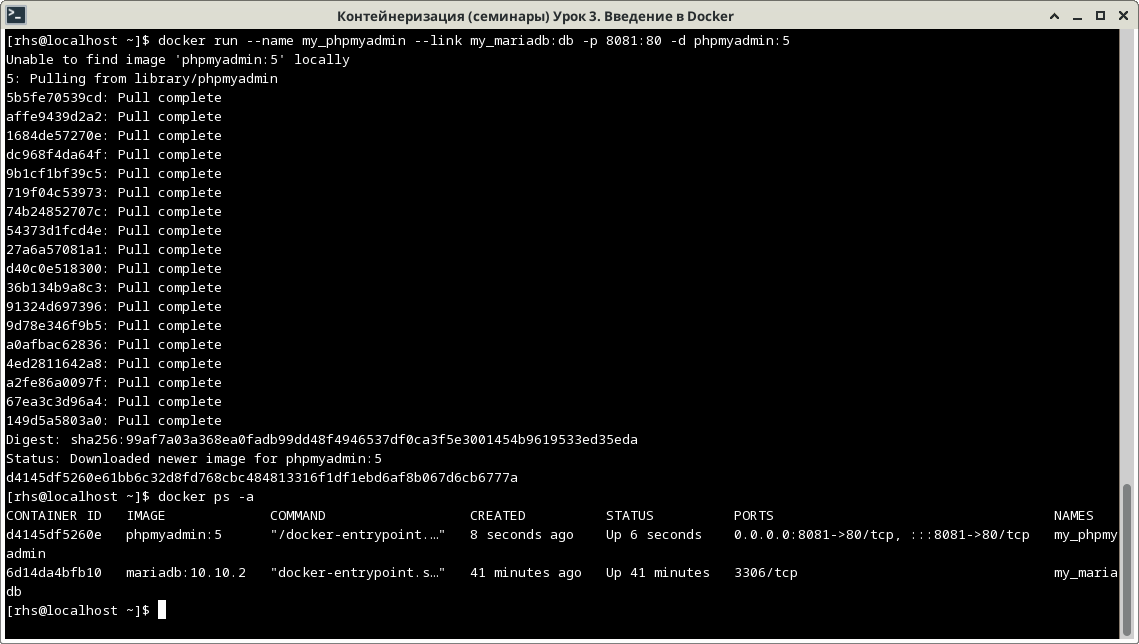 Контейнеризация (семинары) Урок 3. Введение в Docker
[rhs@localhost ~]$ docker run --name my_phpmyadmin --link my_mariadb:db -p 8081:80 -d phpmyadmin:5
Unable to find image 'phpmyadmin:5' locally
5: Pulling from library/phpmyadmin
5b5fe70539cd: Pull complete
affe9439d2a2: Pull complete
1684de57270e: Pull complete
dc968f4da64f: Pull complete
9b1cf1bf39c5: Pull complete
719f04c53973: Pull complete
74b24852707c: Pull complete
54373d1fcd4e: Pull complete
27a6a57081a1: Pull complete
d40c0e518300: Pull complete
36b134b9a8c3: Pull complete
91324d697396: Pull complete
9d78e346f9b5: Pull complete
a0afbac62836: Pull complete
4ed2811642a8: Pull complete
a2fe86a0097f: Pull complete
67ea3c3d96a4: Pull complete
149d5a5803a0: Pull complete
Digest: sha256:99af7a03a368ea0fadb99dd48f4946537df0ca3f5e3001454b9619533ed35eda
Status: Downloaded newer image for phpmyadmin:5
d4145df5260e61bb6c32d8fd768cbc484813316f1df1ebd6af8b067d6cb6777a
[rhs@localhost ~]$ docker ps -a
CONTAINER ID   IMAGE             COMMAND                  CREATED          STATUS          PORTS                                   NAMES
d4145df5260e   phpmyadmin:5      "/docker-entrypoint.…"   8 seconds ago    Up 6 seconds    0.0.0.0:8081->80/tcp, :::8081->80/tcp   my_phpmy
admin
6d14da4bfb10   mariadb:10.10.2   "docker-entrypoint.s…"   41 minutes ago   Up 41 minutes   3306/tcp                                my_maria
db
[rhs@localhost ~]$